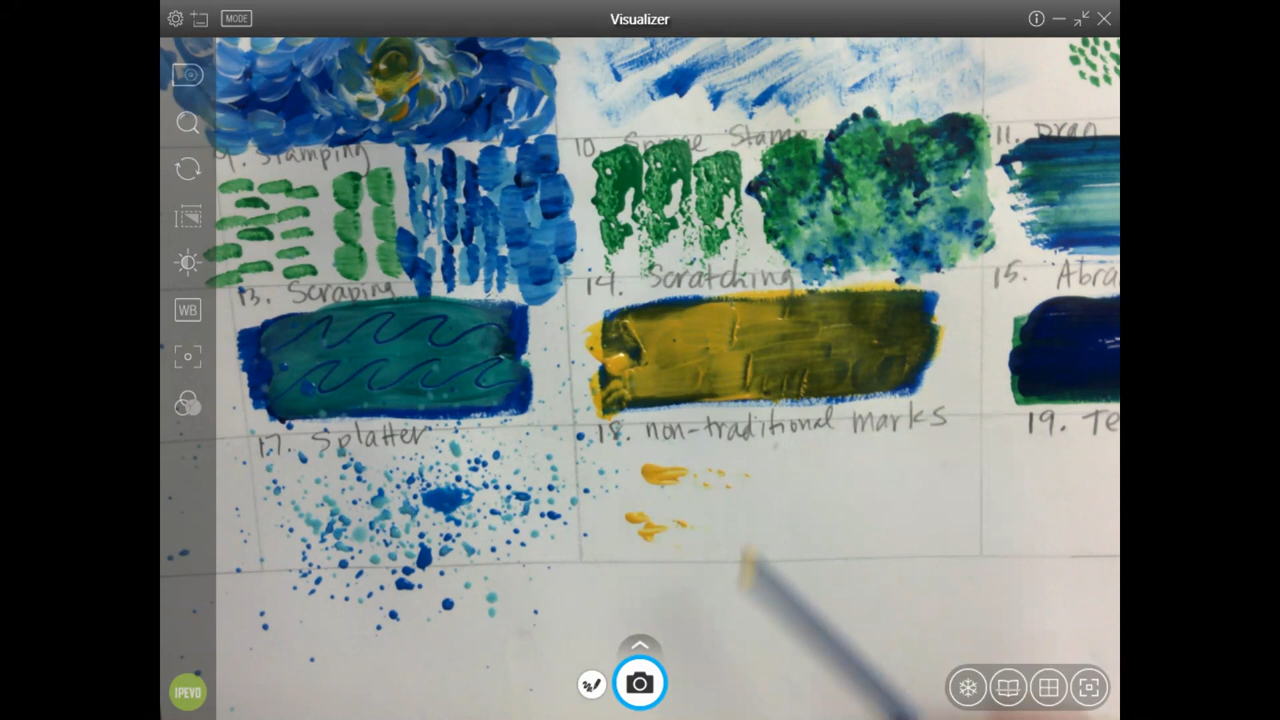 MODE
Visualizer
9. Stamping
10. Sponge Stamp
11. Drag
WB
13. Scraping
14. Scratching
15. Abra
17. Splatter
18. non-traditional marks
19. Te
IPEVO